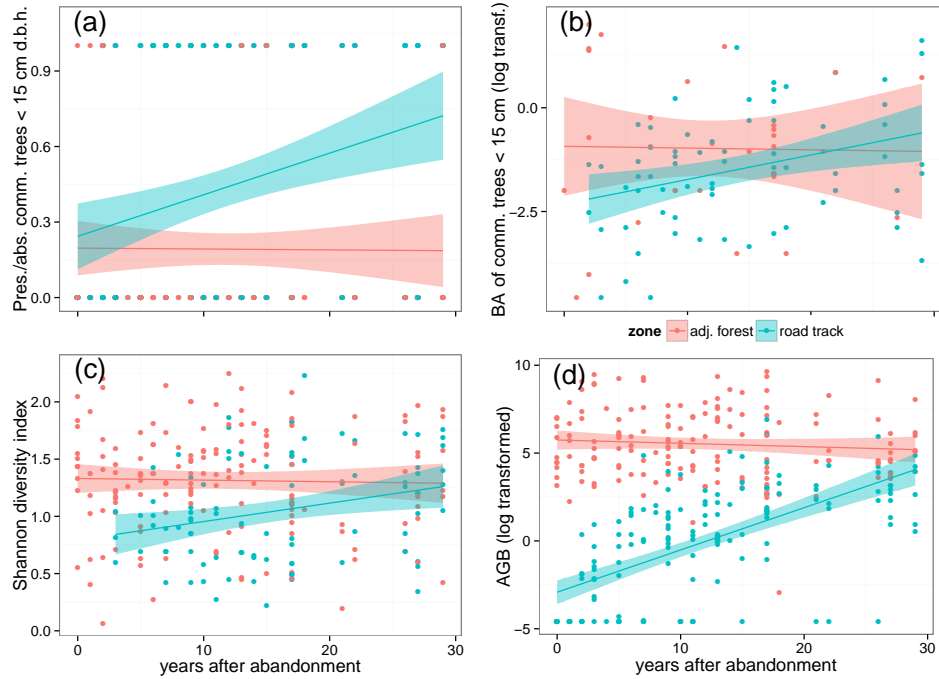 (a)
Pres./abs. comm. trees < 15 cm d.b.h.
0.9
0.6
0.3
0.0
(b)
BA of comm. trees < 15 cm (log transf.)
0.0
−2.5
zone adj. forest road track
(c)
Shannon diversity index
2.0
1.5
1.0
0.5
0.0
0 10 20 30
years after abandonment
(d)
AGB (log transformed)
10
5
0
−5
0 10 20 30
years after abandonment